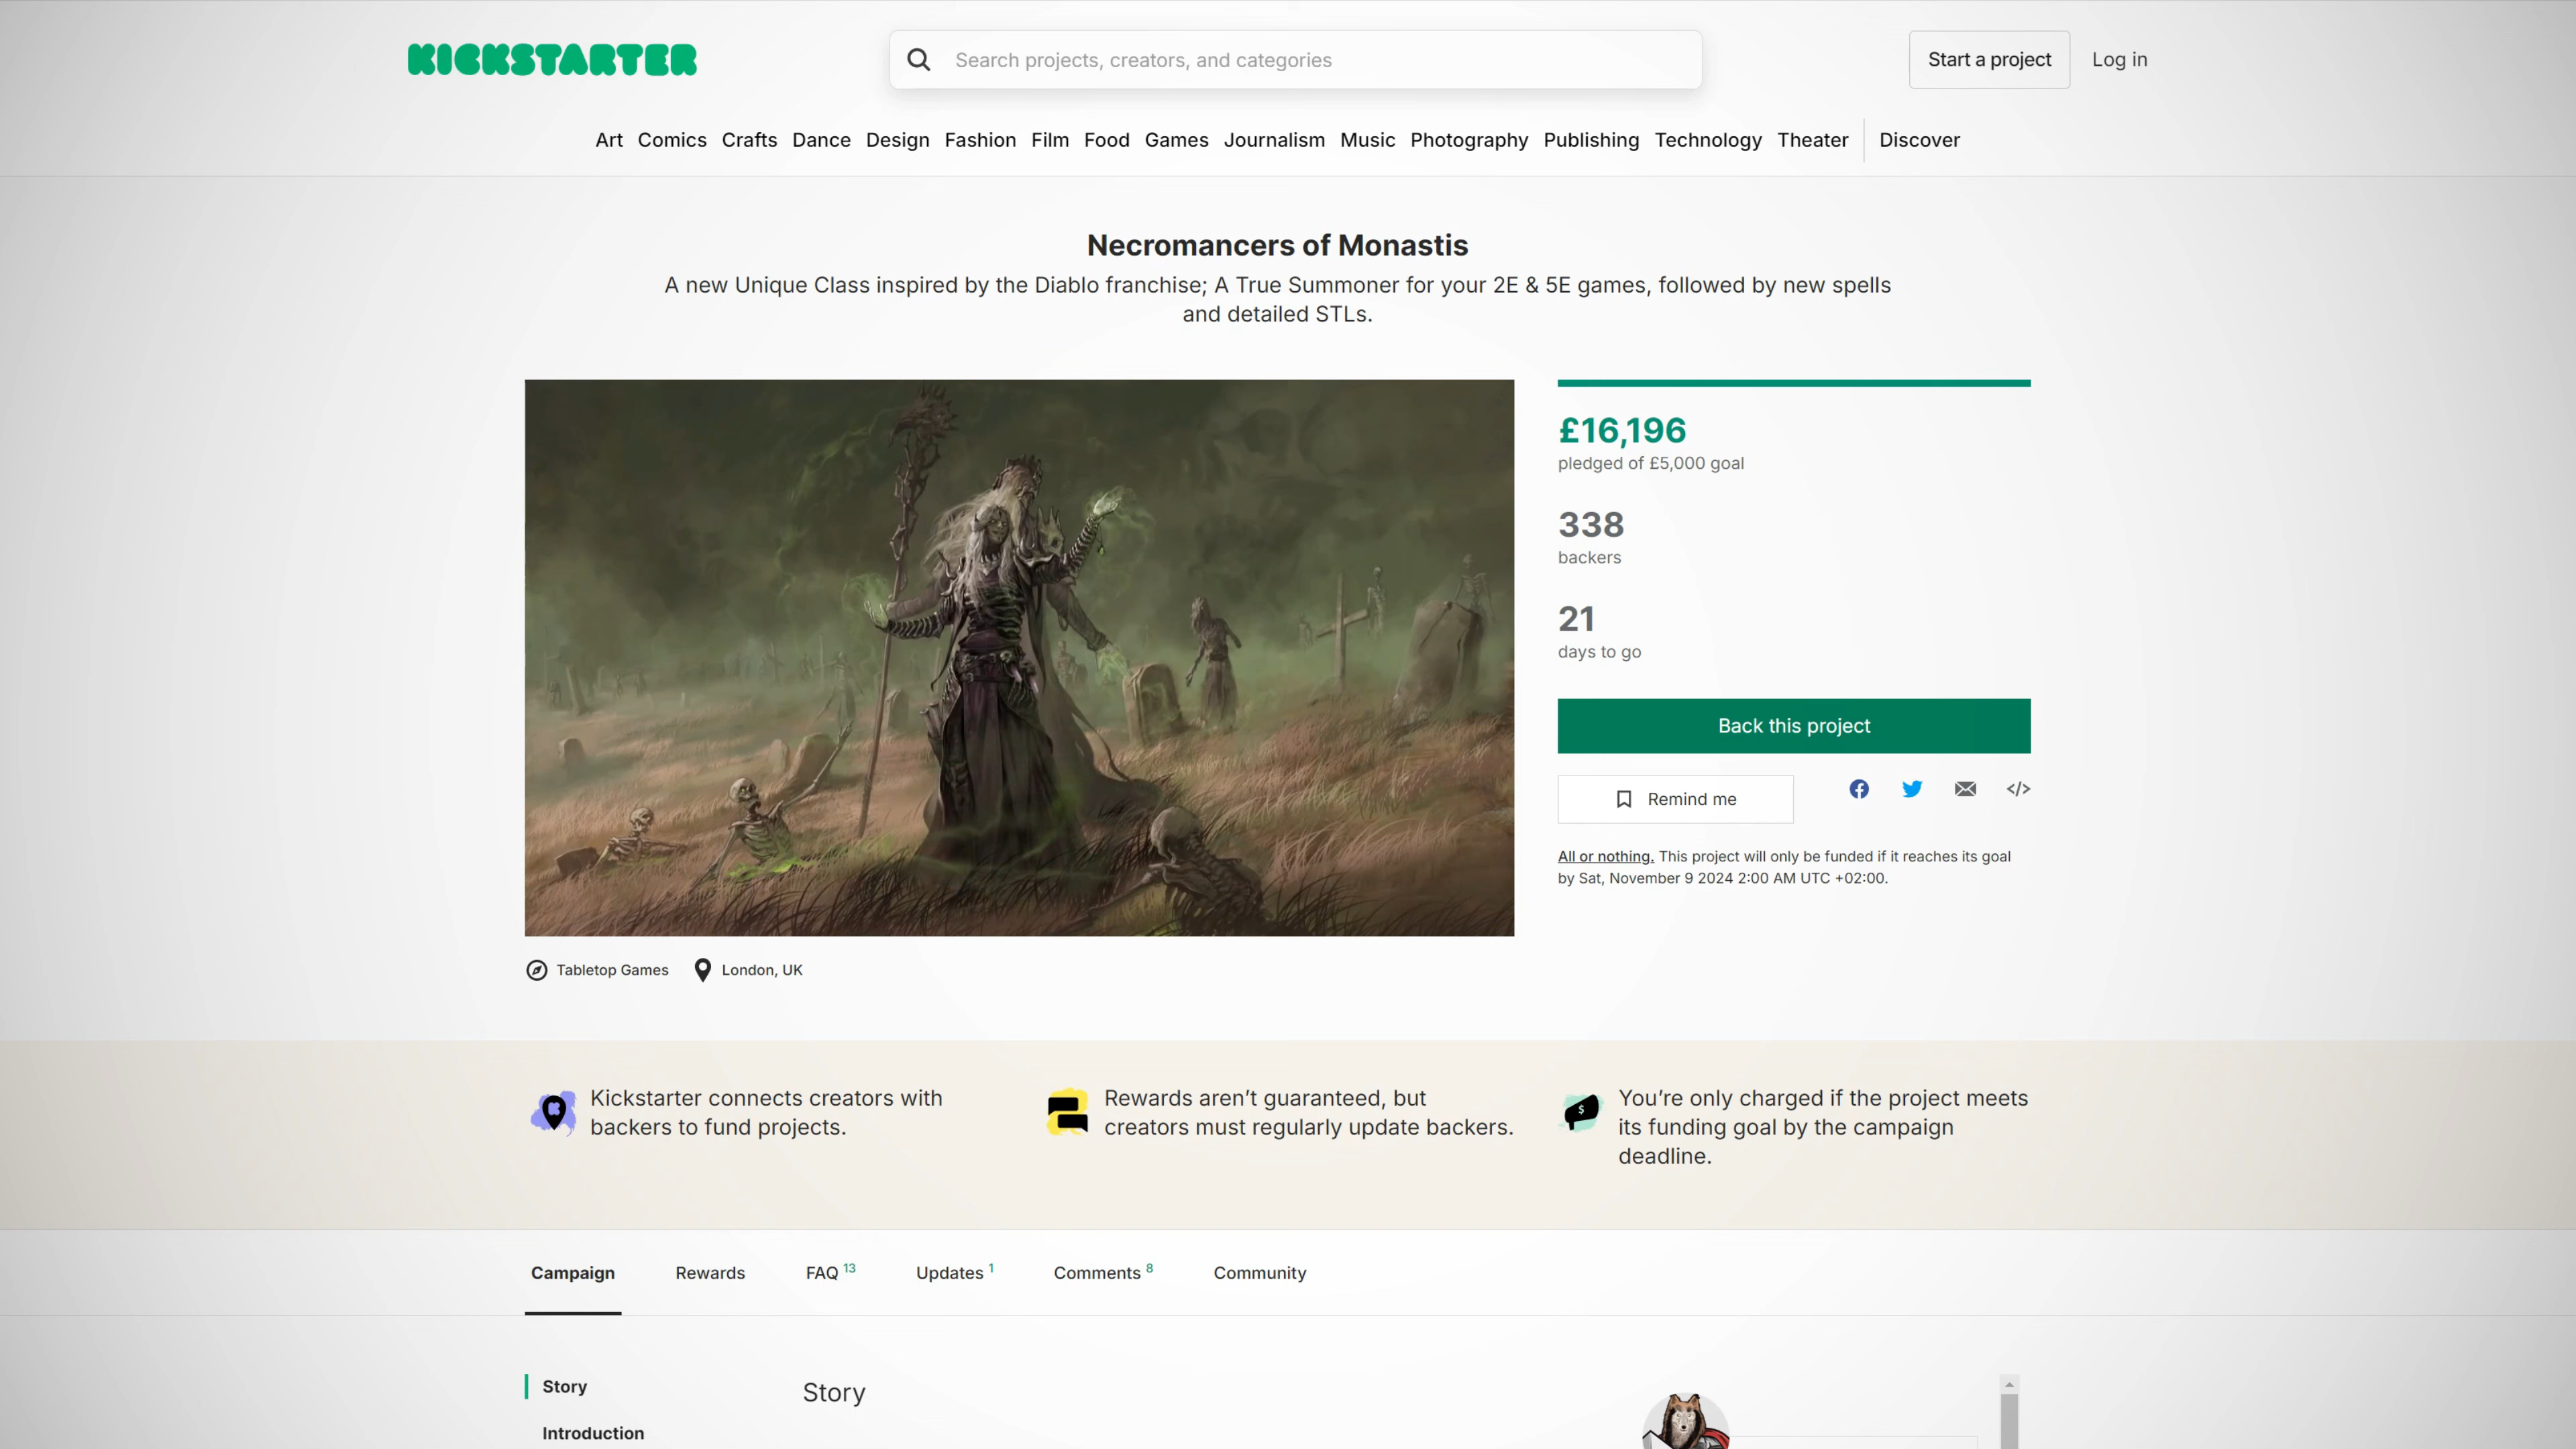 KICKSTARTER
Search projects, creators, and categories
Start a project
Log in
Art Comics Crafts Dance Design Fashion Film Food Games Journalism Music Photography Publishing Technology Theater Discover
Necromancers of Monastis
A new Unique Class inspired by the Diablo franchise; A True Summoner for your 2E & 5E games, followed by new spells
and detailed STLs.
£16,196
pledged of £5,000 goal
338
backers
21
days to go
Back this project
Remind me
All or nothing. This project will only be funded if it reaches its goal
by Sat, November 9 2024 2:00 AM UTC +02:00.
Tabletop Games
London, UK
Kickstarter connects creators with
backers to fund projects.
Rewards aren’t guaranteed, but
creators must regularly update backers.
You’re only charged if the project meets
its funding goal by the campaign
deadline.
Campaign
Rewards
FAQ 13
Updates 1
Comments 8
Community
Story
Introduction
Story